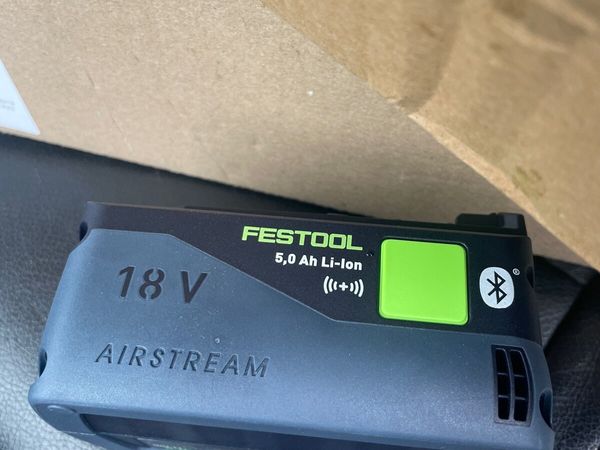 FESTOOL
5,0 Ah Li-Ion
18 V
AIRSTREAM